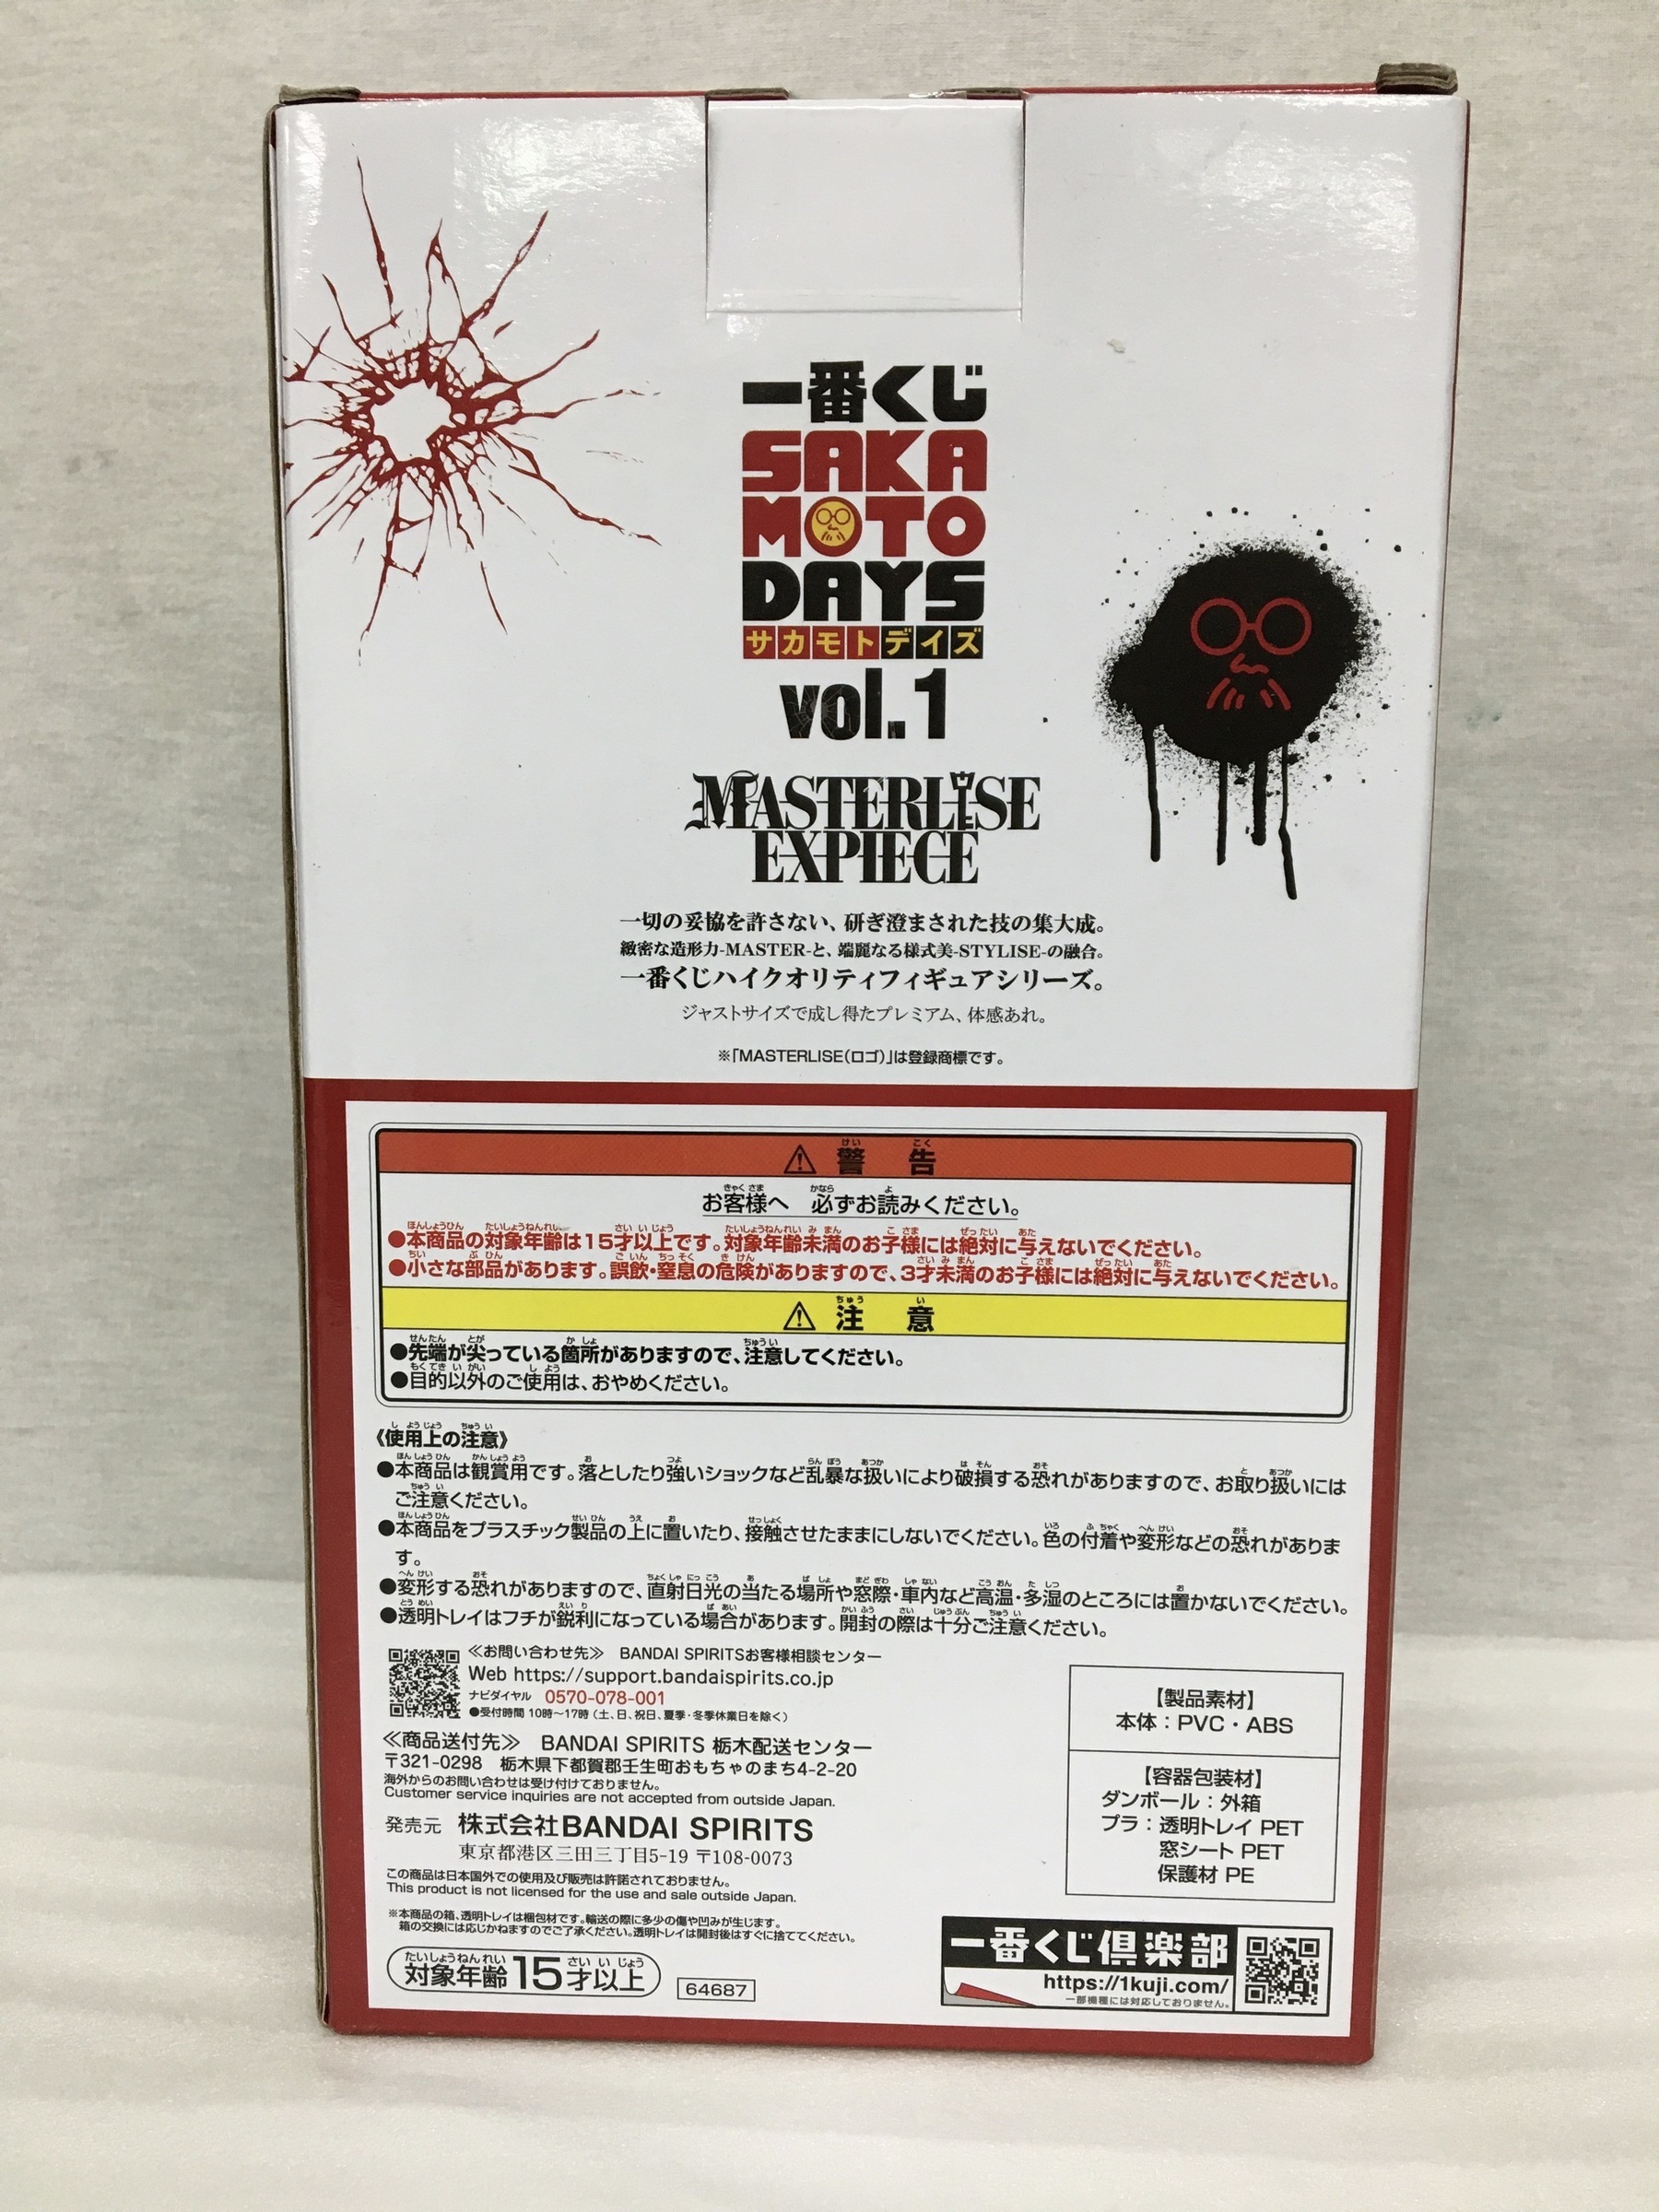 一番くじ
SAKA
MOTO
DAYS
サカモトデイズ
vol.1
MASTERLISE
EXPIECE
一切の妥協を許さない、研ぎ澄まされた技の集大成。
緻密な造形力-MASTER-と、端麗なる様式美-STYLISE-の融合。
一番くじハイクオリティフィギュアシリーズ。
ジャストサイズで成し得たプレミアム、体感あれ。
※「MASTERLISE(ロゴ)」は登録商標です。
⚠ 警告
お客様へ 必ずお読みください。
●本商品の対象年齢は15才以上です。対象年齢未満のお子様には絶対に与えないでください。
●小さな部品があります。誤飲・窒息の危険がありますので、3才未満のお子様には絶対に与えないでください。
⚠ 注意
●先端が尖っている箇所がありますので、注意してください。
●目的以外のご使用は、おやめください。
《使用上の注意》
●本商品は観賞用です。落としたり強いショックなど乱暴な扱いにより破損する恐れがありますので、お取り扱いには
ご注意ください。
●本商品をプラスチック製品の上に置いたり、接触させたままにしないでください。色の付着や変形などの恐れがありま
す。
●変形する恐れがありますので、直射日光の当たる場所や窓際・車内など高温・多湿のところには置かないでください。
●透明トレイはフチが鋭利になっている場合があります。開封の際は十分ご注意ください。
≪お問い合わせ先≫ BANDAI SPIRITSお客様相談センター
Web https://support.bandaispirits.co.jp
ナビダイヤル 0570-078-001
●受付時間 10時～17時(土、日、祝日、夏季・冬季休業日を除く)
≪商品送付先≫ BANDAI SPIRITS 栃木配送センター
〒321-0298 栃木県下都賀郡壬生町おもちゃのまち4-2-20
海外からのお問い合わせは受け付けておりません。
Customer service inquiries are not accepted from outside Japan.
発売元 株式会社BANDAI SPIRITS
東京都港区三田三丁目5-19 〒108-0073
この商品は日本国外での使用及び販売は許諾されておりません。
This product is not licensed for the use and sale outside Japan.
※本商品の箱、透明トレイは梱包材です。輸送の際に多少の傷や凹みが生じます。
箱の交換には応じかねますのでご了承ください。透明トレイは開封後はすぐに捨ててください。
対象年齢15才以上
64687
【製品素材】
本体：PVC・ABS
【容器包装材】
ダンボール：外箱
プラ：透明トレイ PET
窓シート PET
保護材 PE
一番くじ倶楽部
https://1kuji.com/
一部機種には対応しておりません。